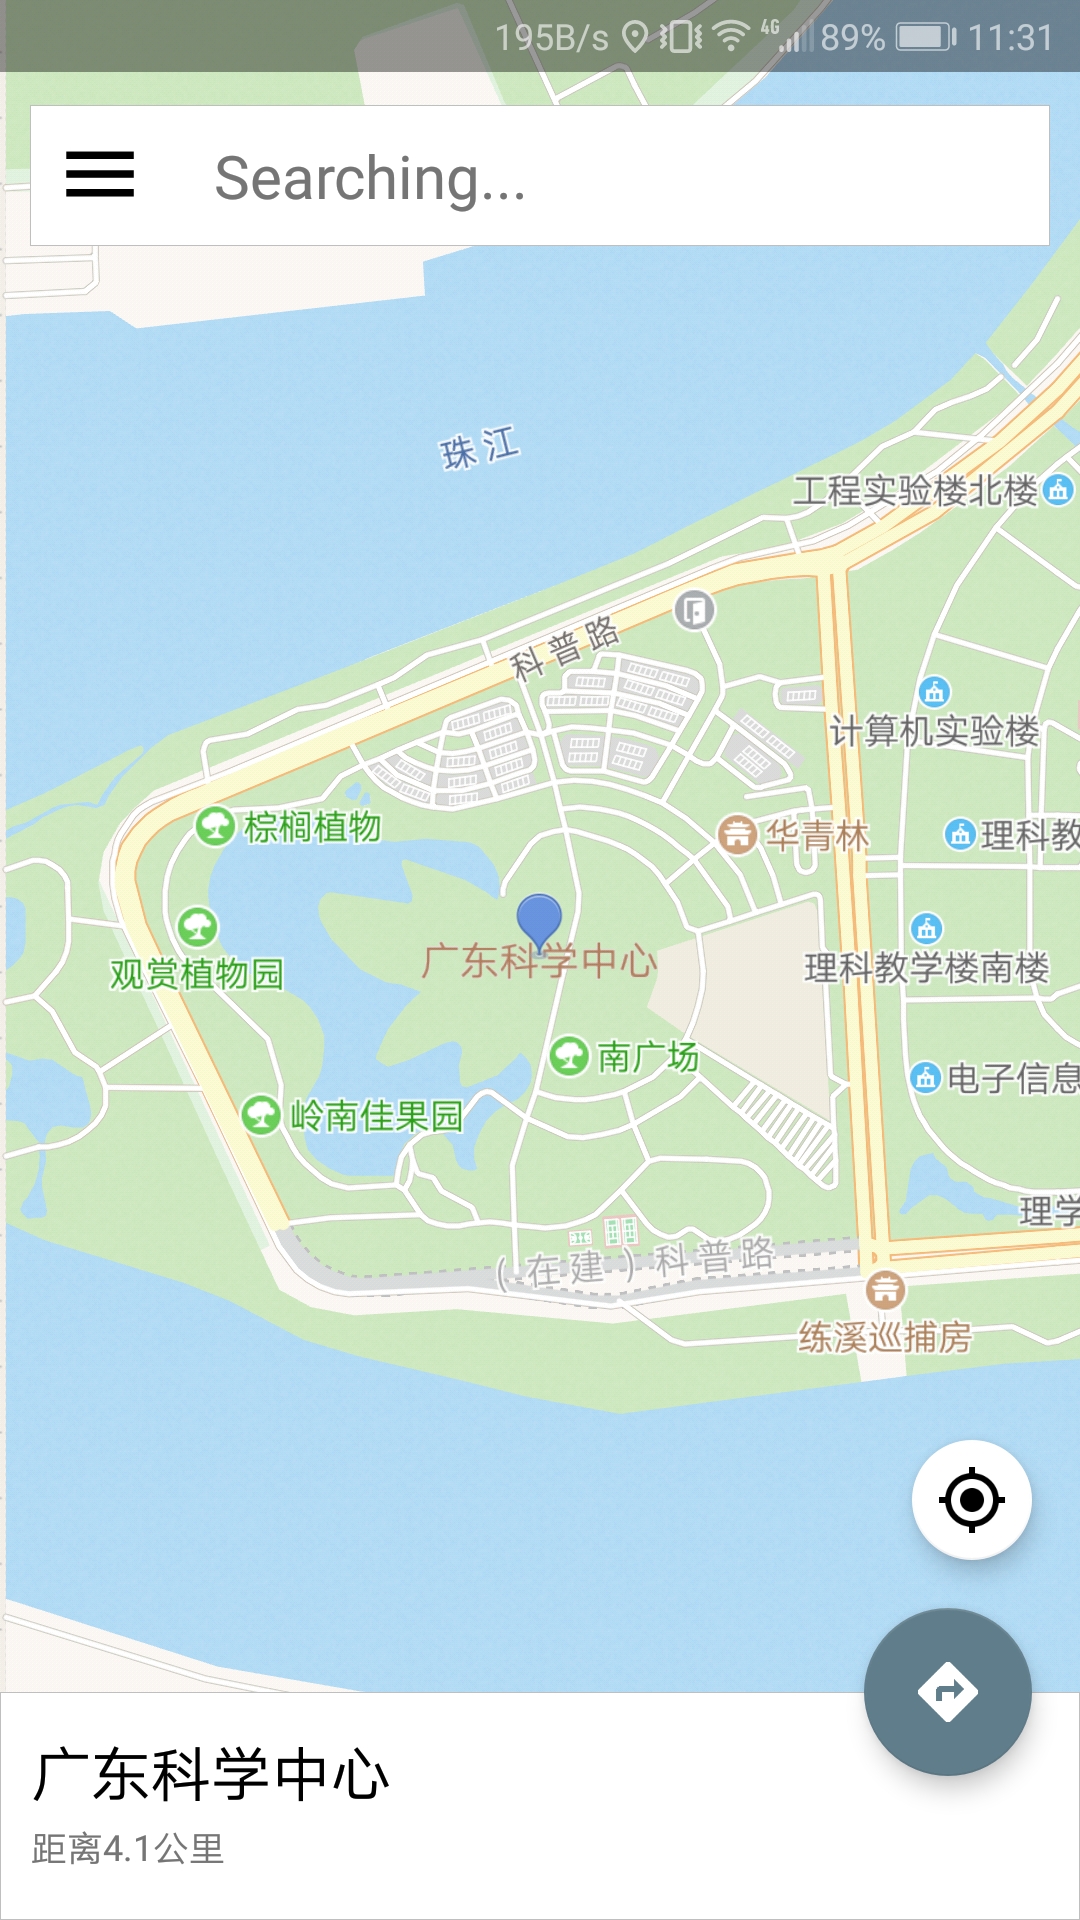 195B/s 4G 89% 11:31
Searching...
珠江
工程实验楼北楼
科普路
计算机实验楼
棕榈植物
华青林
理科教
观赏植物园
广东科学中心
理科教学楼南楼
南广场
电子信息
岭南佳果园
理学
(在建)科普路
练溪巡捕房
广东科学中心
距离4.1公里